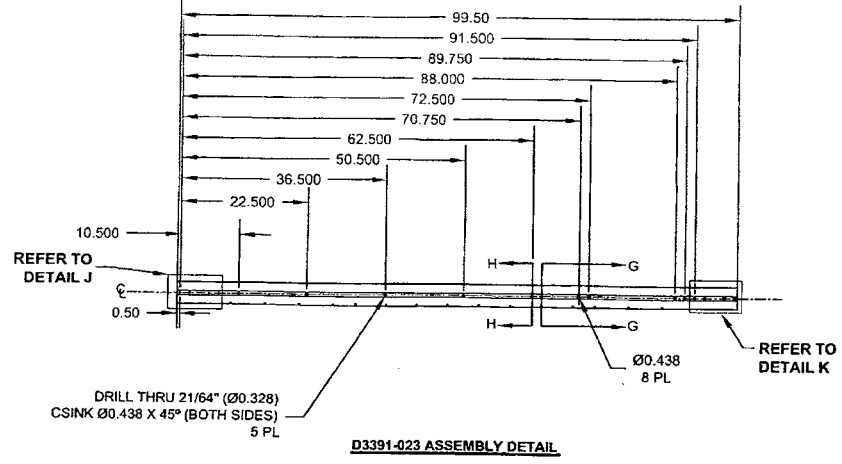 99.50
91.500
89.750
88.000
72.500
70.750
62.500
50.500
36.500
22.500
10.500
REFER TO
DETAIL J
H
G
℄
0.50
H
G
Ø0.438
8 PL
REFER TO
DETAIL K
DRILL THRU 21/64" (Ø0.328)
CSINK Ø0.438 X 45º (BOTH SIDES)
5 PL
D3391-023 ASSEMBLY DETAIL